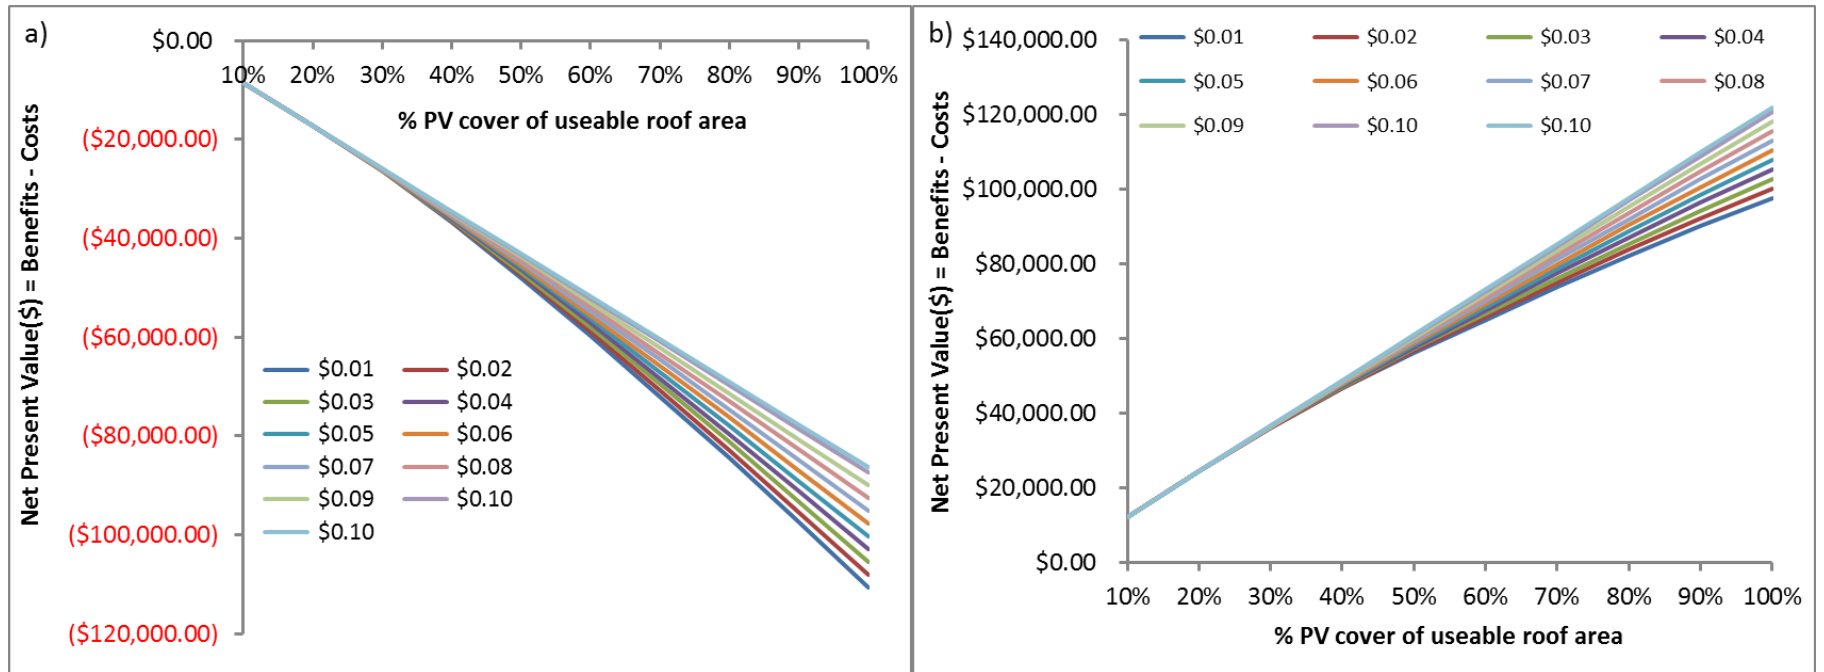 a)
$0.00
10% 20% 30% 40% 50% 60% 70% 80% 90% 100%
% PV cover of useable roof area
($20,000.00)
($40,000.00)
($60,000.00)
($80,000.00)
($100,000.00)
($120,000.00)
Net Present Value($) = Benefits - Costs
$0.01 $0.02
$0.03 $0.04
$0.05 $0.06
$0.07 $0.08
$0.09 $0.10
$0.10
b)
$140,000.00
$120,000.00
$100,000.00
$80,000.00
$60,000.00
$40,000.00
$20,000.00
$0.00
Net Present Value($) = Benefits - Costs
$0.01 $0.02 $0.03 $0.04
$0.05 $0.06 $0.07 $0.08
$0.09 $0.10 $0.10
10% 20% 30% 40% 50% 60% 70% 80% 90% 100%
% PV cover of useable roof area